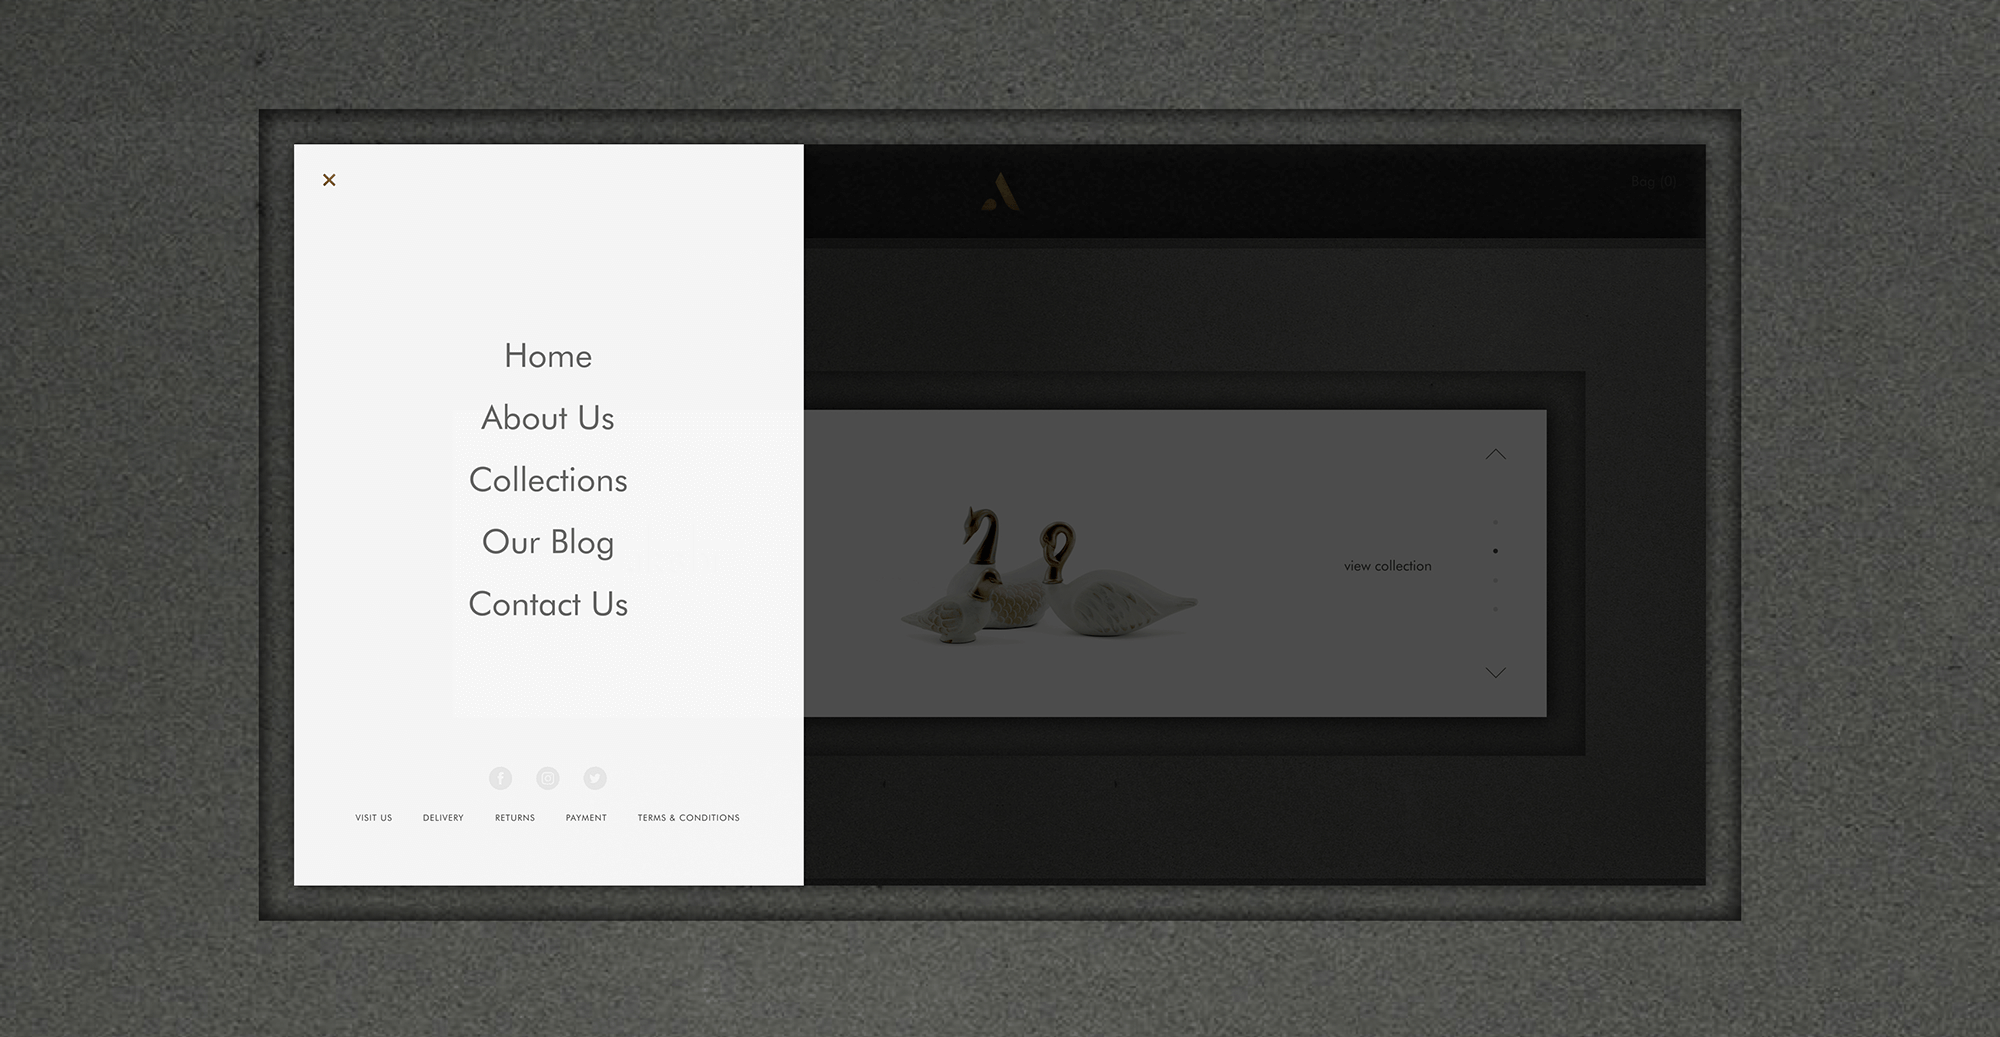 Bag (0)
Home
About Us
Collections
Our Blog
Contact Us
view collection
VISIT US DELIVERY RETURNS PAYMENT TERMS & CONDITIONS